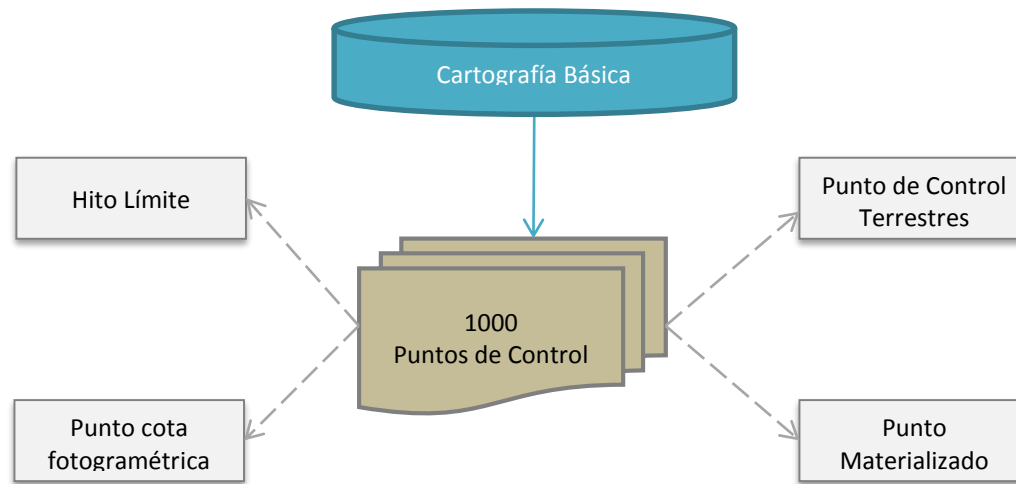 Cartografía Básica
Hito Límite
Punto de Control
Terrestres
1000
Puntos de Control
Punto cota
fotogramétrica
Punto
Materializado